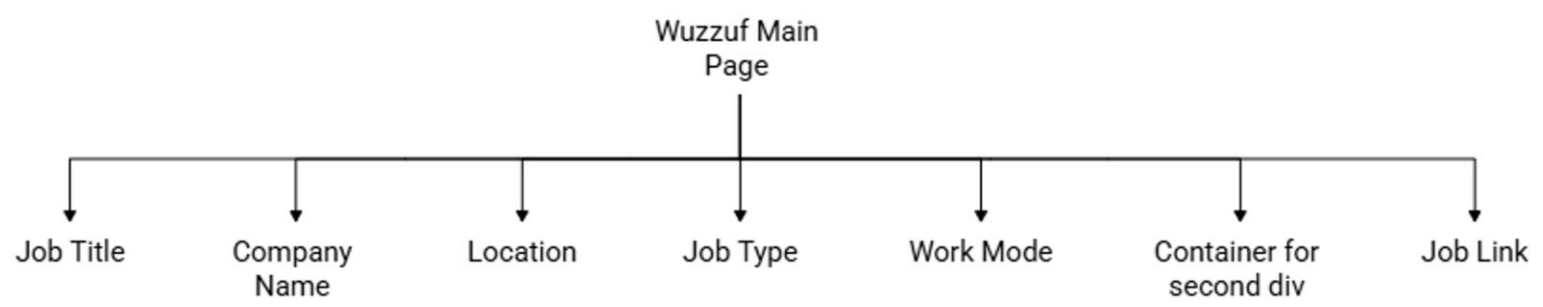 Wuzzuf Main
Page
Job Title
Company
Name
Location
Job Type
Work Mode
Container for
second div
Job Link